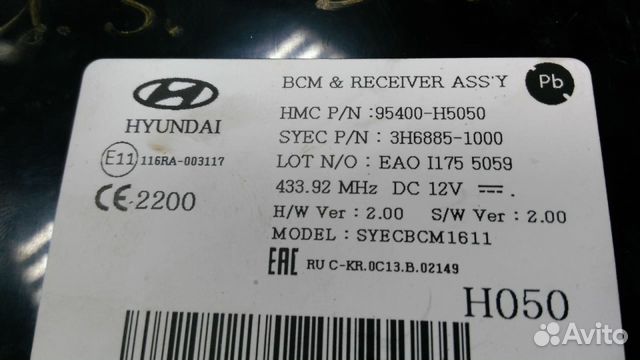 BCM & RECEIVER ASS'Y
Pb
HYUNDAI
HMC P/N :95400-H5050
SYEC P/N : 3H6885-1000
E11 116RA-003117
LOT N/O : EAO I175 5059
CE 2200
433.92 MHz DC 12V
H/W Ver : 2.00 S/W Ver : 2.00
MODEL : SYECBCM1611
EAC RU C-KR.0C13.B.02149
H050
Avito